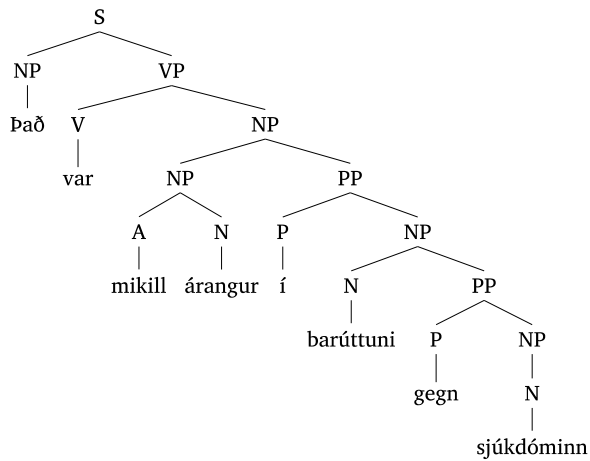 S
NP VP
Það V NP
var NP PP
A N P NP
mikill árangur í N PP
barúttuni P NP
gegn N
sjúkdóminn